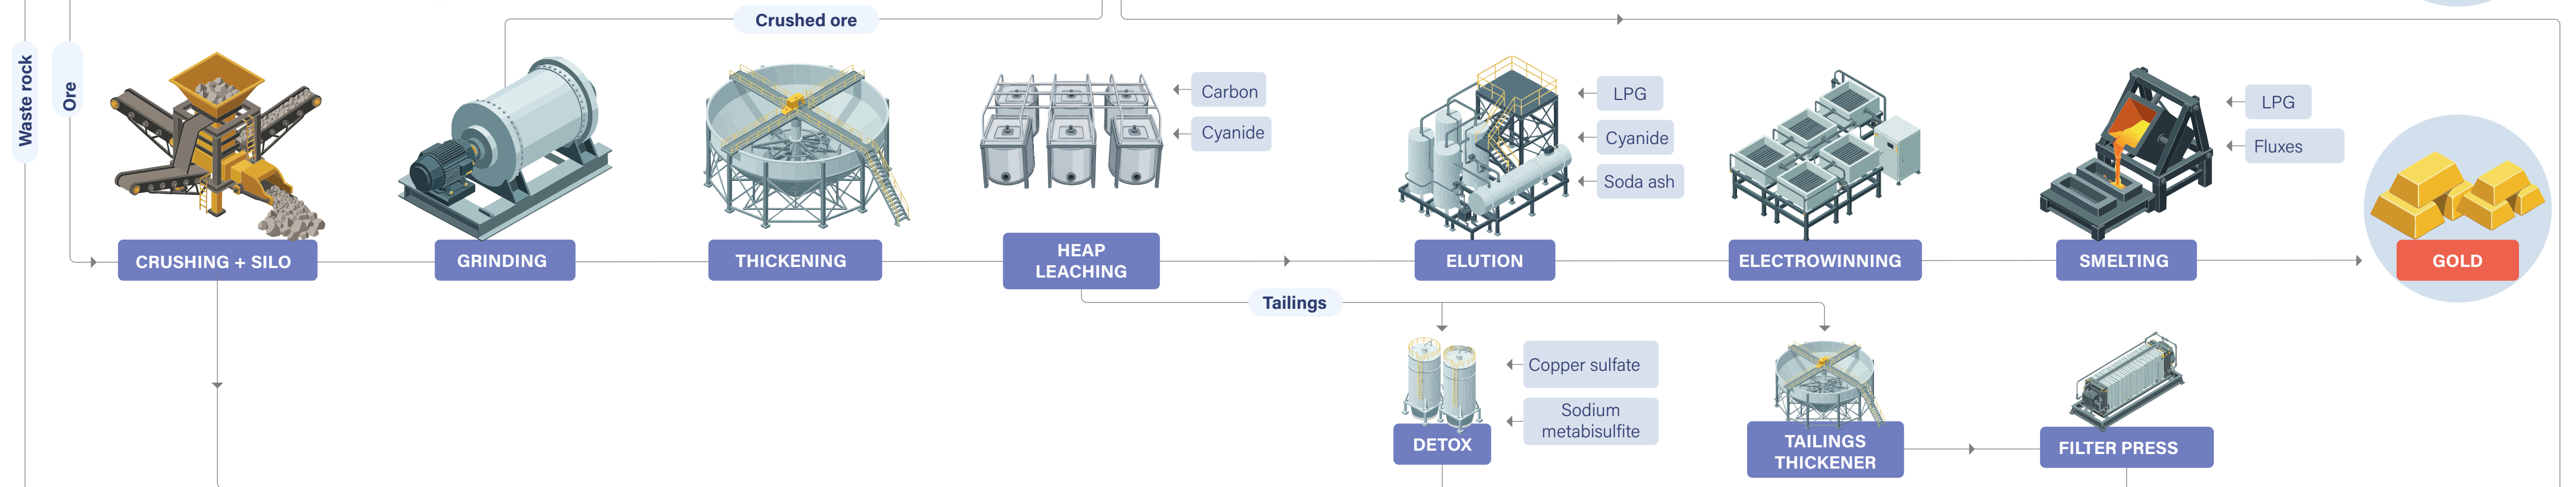 Crushed ore
Waste rock
Ore
Carbon
Cyanide
LPG
Cyanide
Soda ash
LPG
Fluxes
CRUSHING + SILO
GRINDING
THICKENING
HEAP
LEACHING
ELUTION
ELECTROWINNING
SMELTING
GOLD
Tailings
Copper sulfate
Sodium
metabisulfite
DETOX
TAILINGS
THICKENER
FILTER PRESS